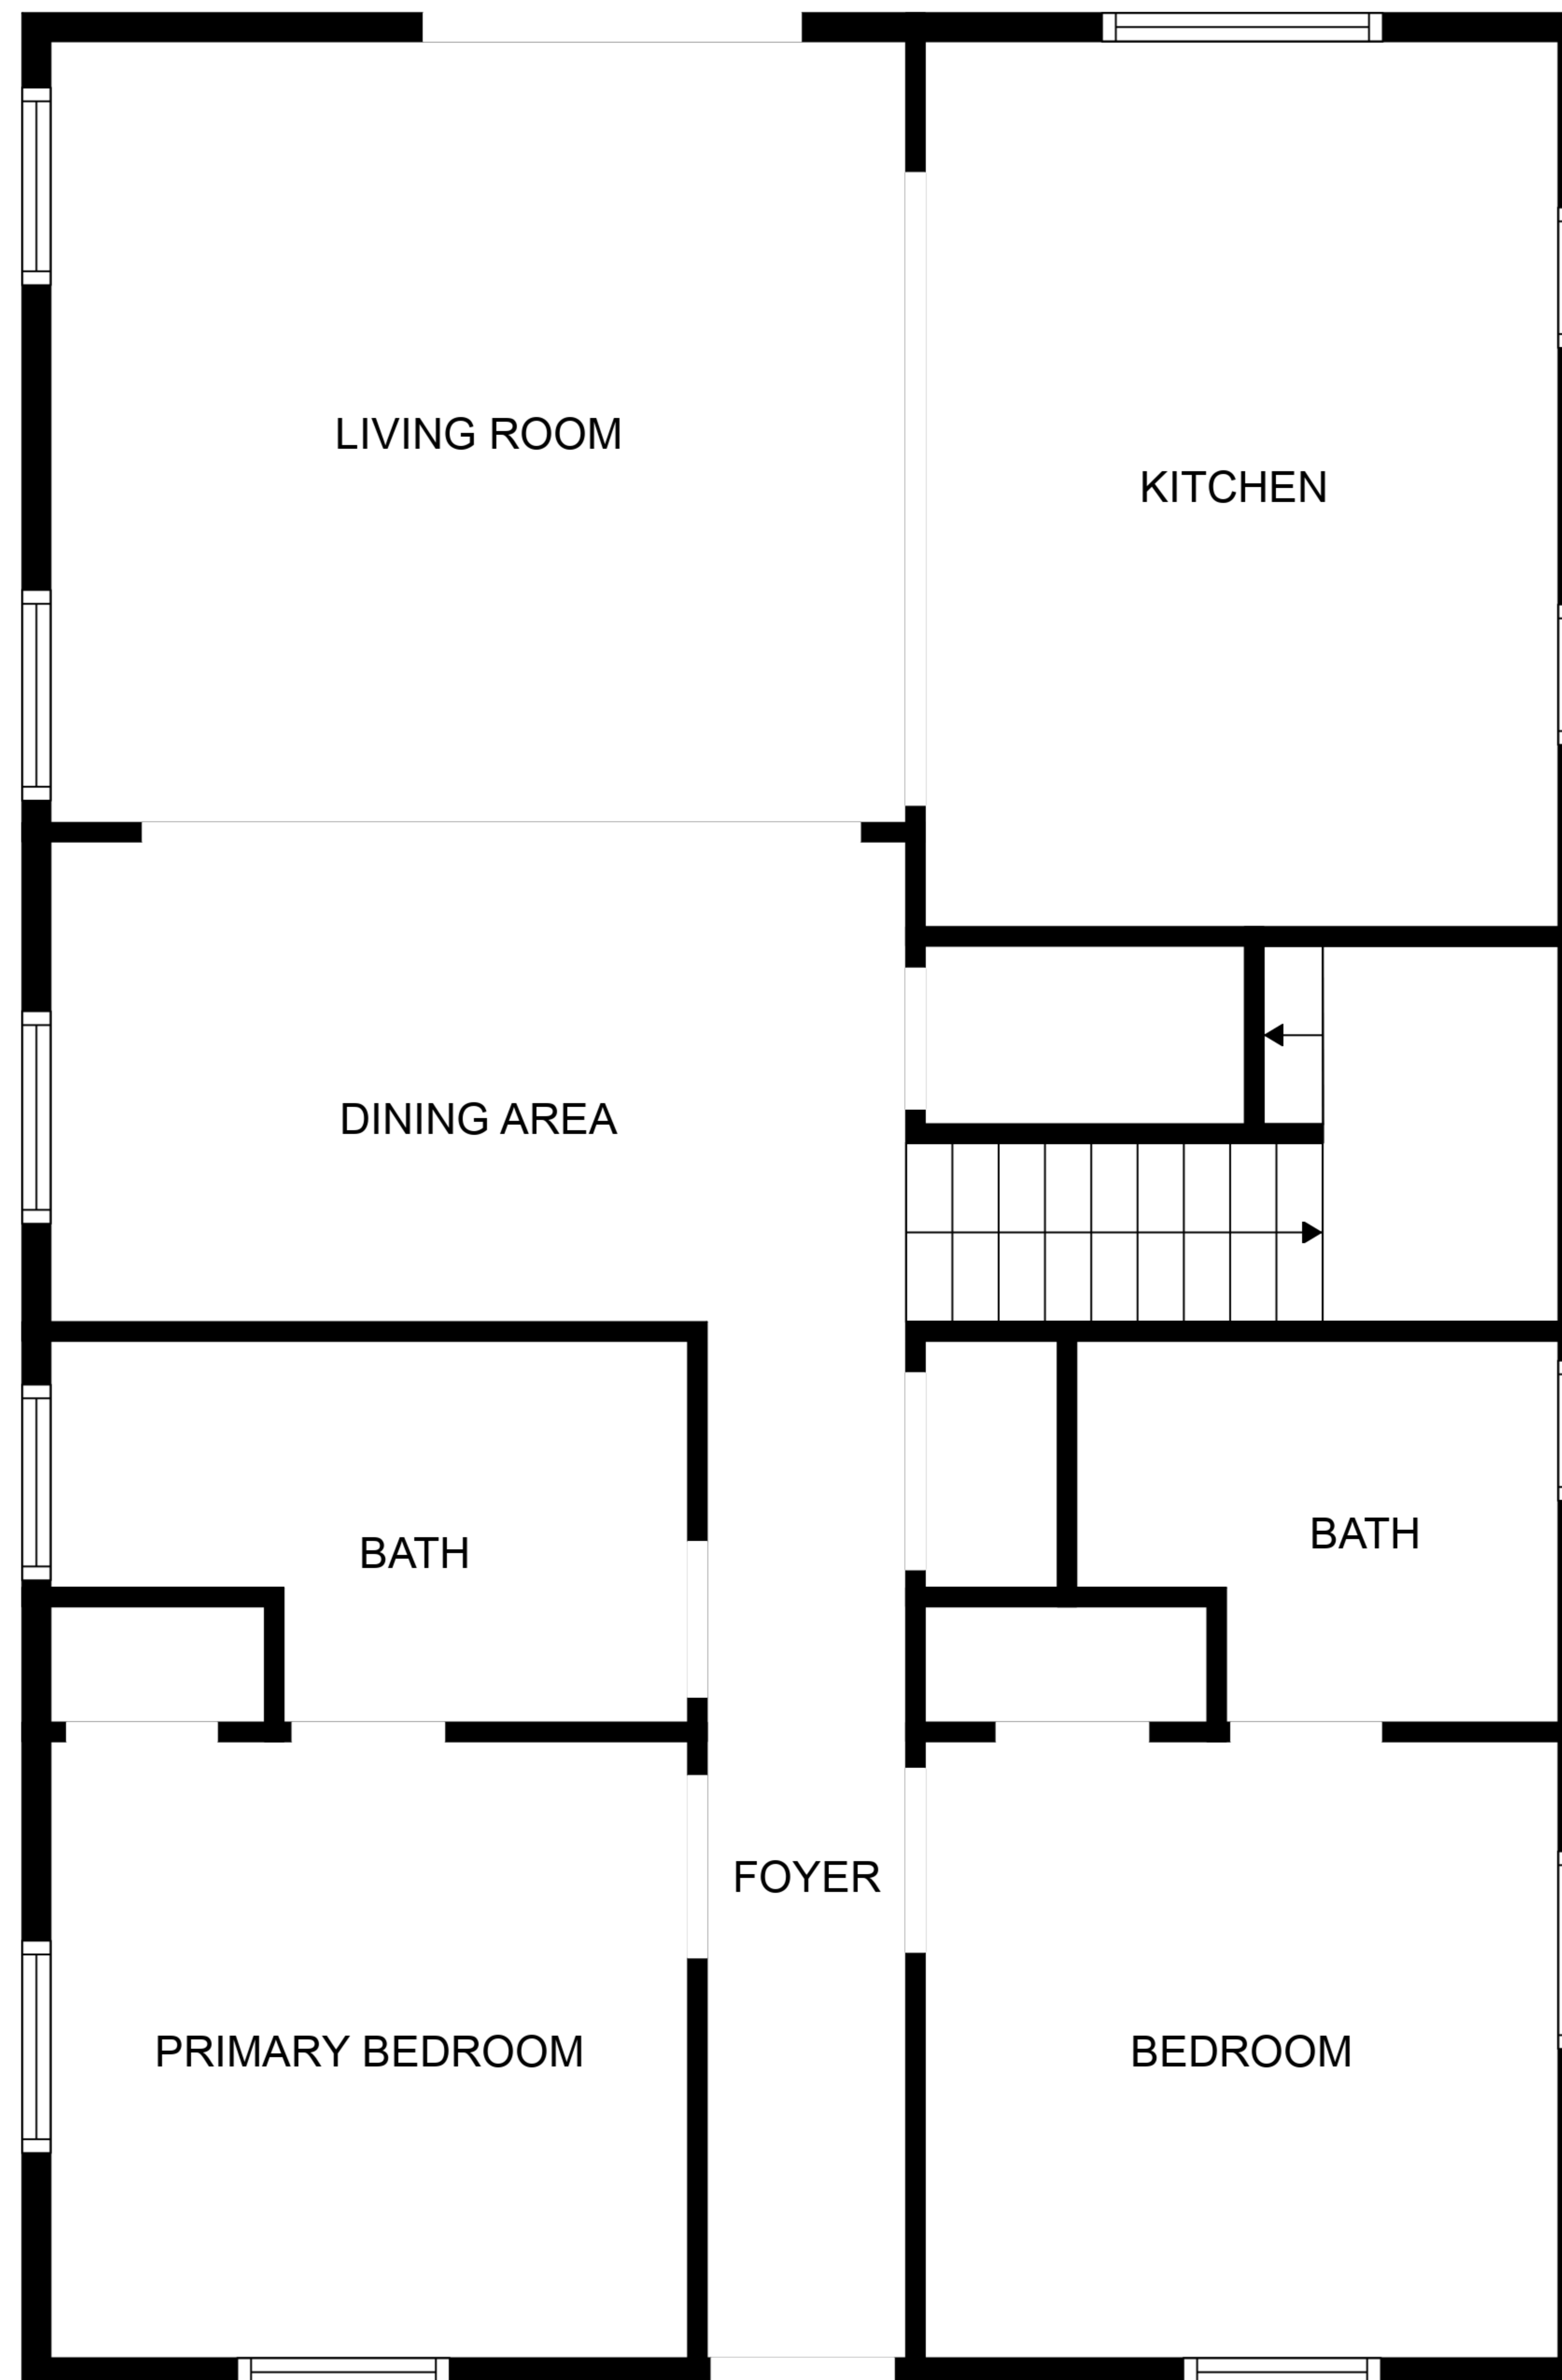 LIVING ROOM
KITCHEN
DINING AREA
BATH
BATH
FOYER
PRIMARY BEDROOM
BEDROOM